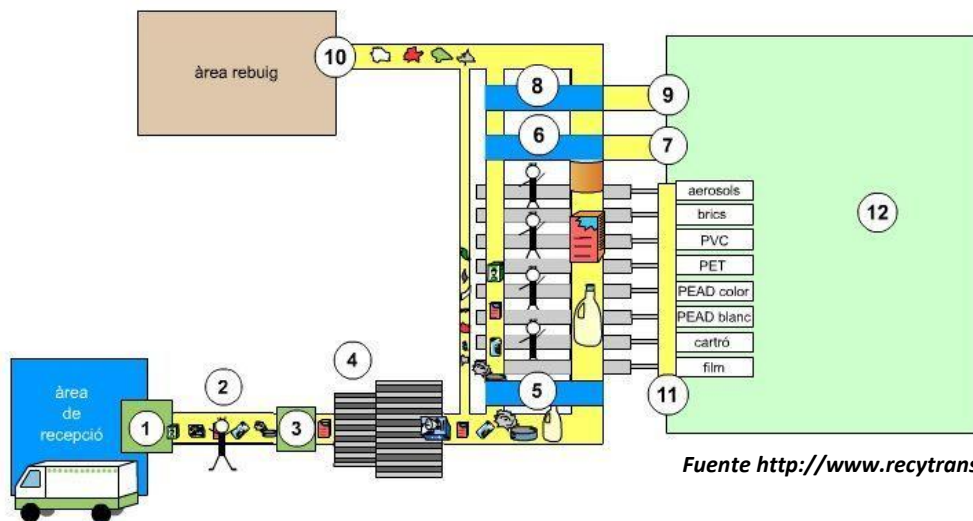 10
àrea rebuig
8
9
6
7
aerosols
brics
PVC
PET
PEAD color
PEAD blanc
cartró
film
12
11
5
4
2
3
1
àrea
de
recepció
Fuente http://www.recytrans